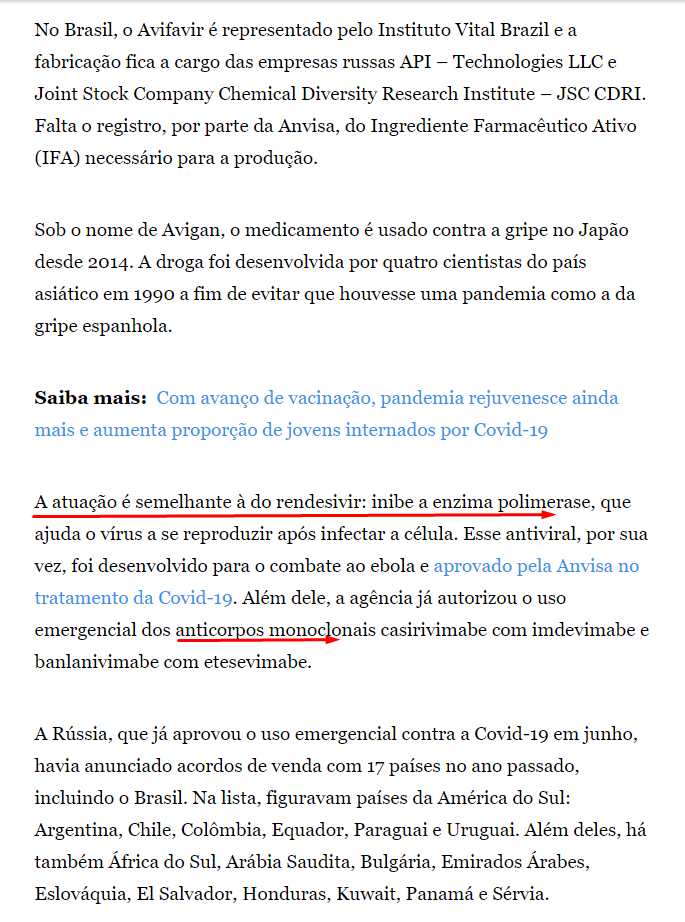 No Brasil, o Avifavir é representado pelo Instituto Vital Brazil e a
fabricação fica a cargo das empresas russas API – Technologies LLC e
Joint Stock Company Chemical Diversity Research Institute – JSC CDRI.
Falta o registro, por parte da Anvisa, do Ingrediente Farmacêutico Ativo
(IFA) necessário para a produção.
Sob o nome de Avigan, o medicamento é usado contra a gripe no Japão
desde 2014. A droga foi desenvolvida por quatro cientistas do país
asiático em 1990 a fim de evitar que houvesse uma pandemia como a da
gripe espanhola.
Saiba mais: Com avanço de vacinação, pandemia rejuvenesce ainda
mais e aumenta proporção de jovens internados por Covid-19
A atuação é semelhante à do rendesivir: inibe a enzima polimerase, que
ajuda o vírus a se reproduzir após infectar a célula. Esse antiviral, por sua
vez, foi desenvolvido para o combate ao ebola e aprovado pela Anvisa no
tratamento da Covid-19. Além dele, a agência já autorizou o uso
emergencial dos anticorpos monoclonais casirivimabe com imdevimabe e
banlanivimabe com etesevimabe.
A Rússia, que já aprovou o uso emergencial contra a Covid-19 em junho,
havia anunciado acordos de venda com 17 países no ano passado,
incluindo o Brasil. Na lista, figuravam países da América do Sul:
Argentina, Chile, Colômbia, Equador, Paraguai e Uruguai. Além deles, há
também África do Sul, Arábia Saudita, Bulgária, Emirados Árabes,
Eslováquia, El Salvador, Honduras, Kuwait, Panamá e Sérvia.